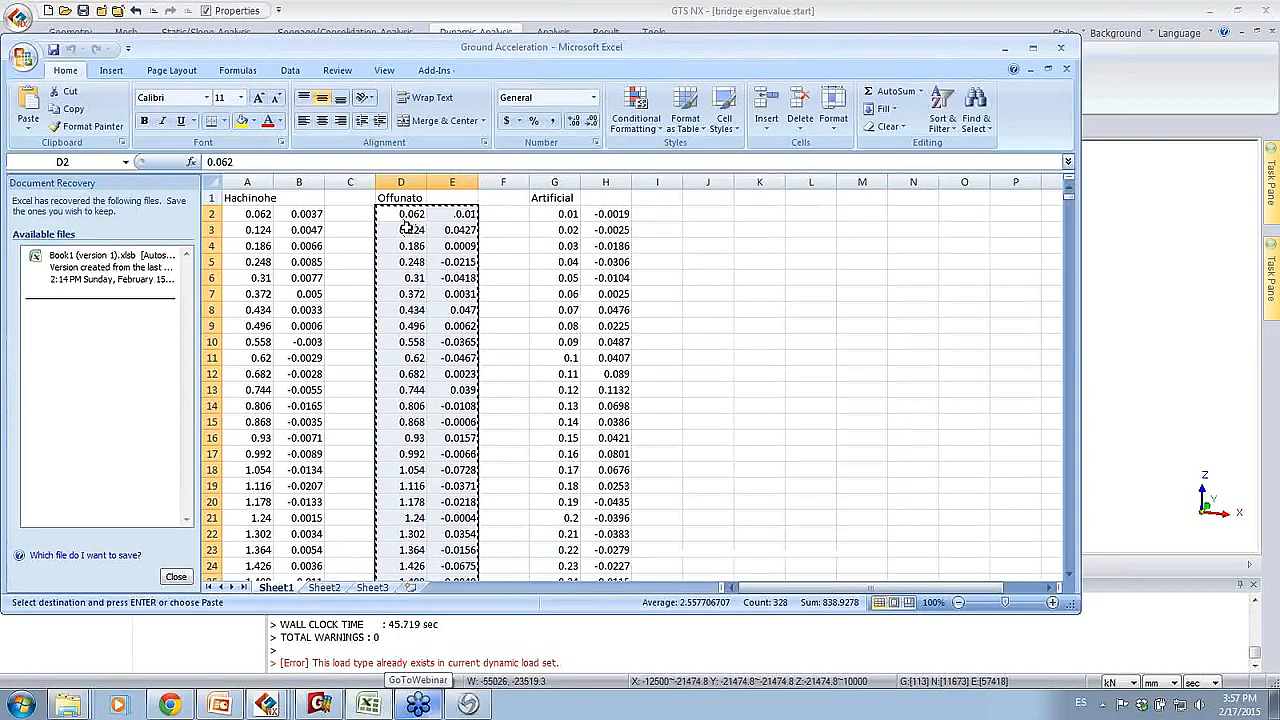 Properties
GTS NX - [bridge eigenvalue start]
Geometry Mesh Static/Slope Analysis Seepage/Consolidation Analysis Dynamic Analysis Analysis Result Tools
Style Background Language
Ground Acceleration - Microsoft Excel
Home Insert Page Layout Formulas Data Review View Add-Ins
Paste
Cut
Copy
Format Painter
Clipboard
Calibri 11
B I U
Font
Wrap Text
Merge & Center
Alignment
General
$ % ,
Number
Conditional Formatting
Format as Table
Cell Styles
Styles
Insert Delete Format
Cells
AutoSum
Fill
Clear
Sort & Filter
Find & Select
Editing
D2 fx 0.062
Document Recovery
Excel has recovered the following files. Save
the ones you wish to keep.
Available files
Book1 (version 1).xlsb [Autos...
Version created from the last ...
2:14 PM Sunday, February 15...
Which file do I want to save?
Close
A B C D E F G H I J K L M N O P
1 Hachinohe Offunato Artificial
2 0.062 0.0037 0.062 0.01 0.01 -0.0019
3 0.124 0.0047 0.0427 0.02 -0.0025
4 0.186 0.0066 0.186 0.0009 0.03 -0.0186
5 0.248 0.0085 0.248 -0.0215 0.04 -0.0306
6 0.31 0.0077 0.31 -0.0418 0.05 -0.0104
7 0.372 0.005 0.372 0.0031 0.06 0.0025
8 0.434 0.0033 0.434 0.047 0.07 0.0476
9 0.496 0.0006 0.496 0.0062 0.08 0.0225
10 0.558 -0.003 0.558 -0.0365 0.09 0.0487
11 0.62 -0.0029 0.62 -0.0467 0.1 0.0407
12 0.682 -0.0028 0.682 0.0023 0.11 0.089
13 0.744 -0.0055 0.744 0.039 0.12 0.1132
14 0.806 -0.0165 0.806 -0.0108 0.13 0.0698
15 0.868 -0.0035 0.868 -0.0006 0.14 0.0386
16 0.93 -0.0071 0.93 0.0157 0.15 0.0421
17 0.992 -0.0089 0.992 -0.0066 0.16 0.0801
18 1.054 -0.0134 1.054 -0.0728 0.17 0.0676
19 1.116 -0.0207 1.116 -0.0371 0.18 0.0253
20 1.178 -0.0133 1.178 -0.0218 0.19 -0.0435
21 1.24 0.0015 1.24 -0.0004 0.2 -0.0396
22 1.302 0.0034 1.302 0.0354 0.21 -0.0383
23 1.364 0.0054 1.364 -0.0156 0.22 -0.0279
24 1.426 0.0036 1.426 -0.0675 0.23 -0.0227
Sheet1 Sheet2 Sheet3
Select destination and press ENTER or choose Paste
Average: 2.557706707 Count: 328 Sum: 838.9278 100%
Task Pane
Task Pane
Z
Y
X
> WALL CLOCK TIME : 45.719 sec
> TOTAL WARNINGS : 0
>
> [Error] This load type already exists in current dynamic load set.
GoToWebinar
W: -55026, -23519.3 X: -12500~-21474.8 Y: -21474.8~-21474.8 Z: -21474.8~10000 G:[113] N:[11673] E:[57418]
kN mm sec
ES
3:57 PM
2/17/2015